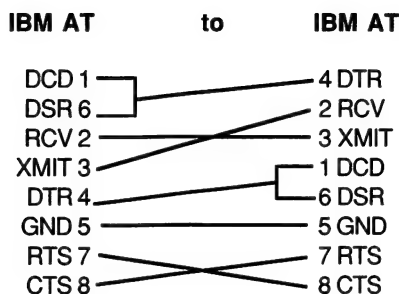 IBM AT to IBM AT
DCD 1 4 DTR
DSR 6 2 RCV
RCV 2 3 XMIT
XMIT 3 1 DCD
DTR 4 6 DSR
GND 5 5 GND
RTS 7 7 RTS
CTS 8 8 CTS